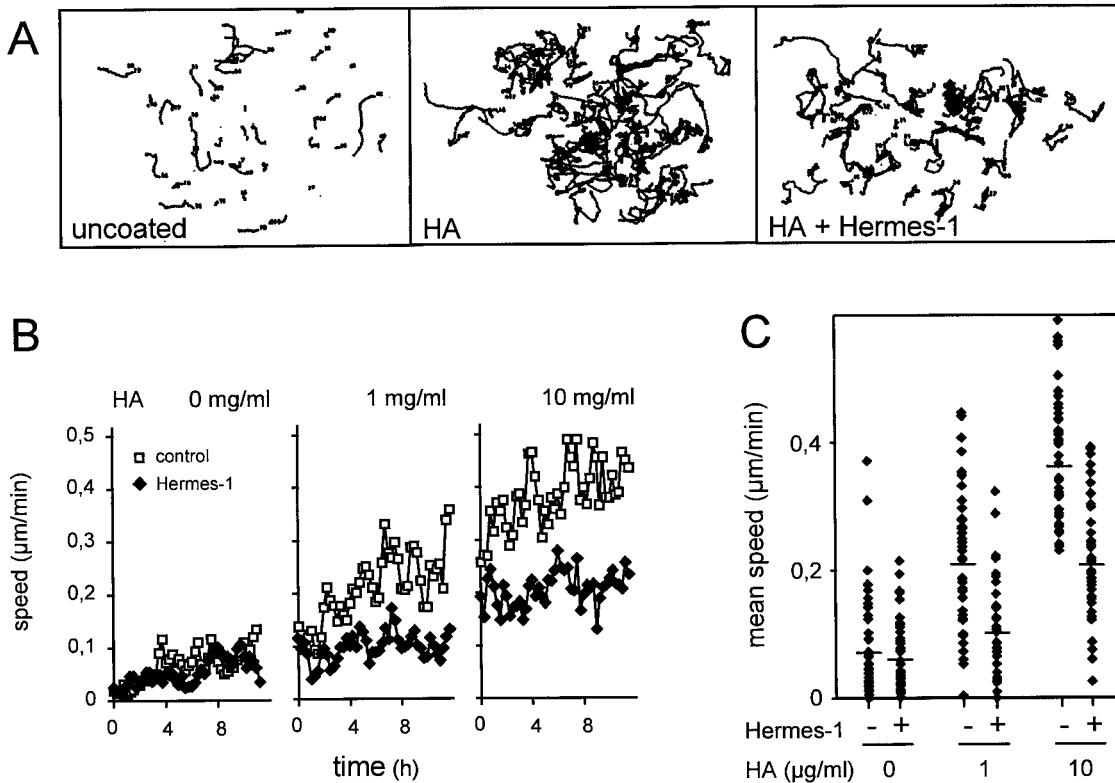 A
uncoated
HA
HA + Hermes-1
B
HA 0 mg/ml 1 mg/ml 10 mg/ml
0,5
0,4
0,3
0,2
0,1
0
control
Hermes-1
speed (µm/min)
0 4 8 0 4 8 0 4 8
time (h)
C
mean speed (µm/min)
0,4
0,2
0
Hermes-1 - + - + - +
HA (µg/ml) 0 1 10